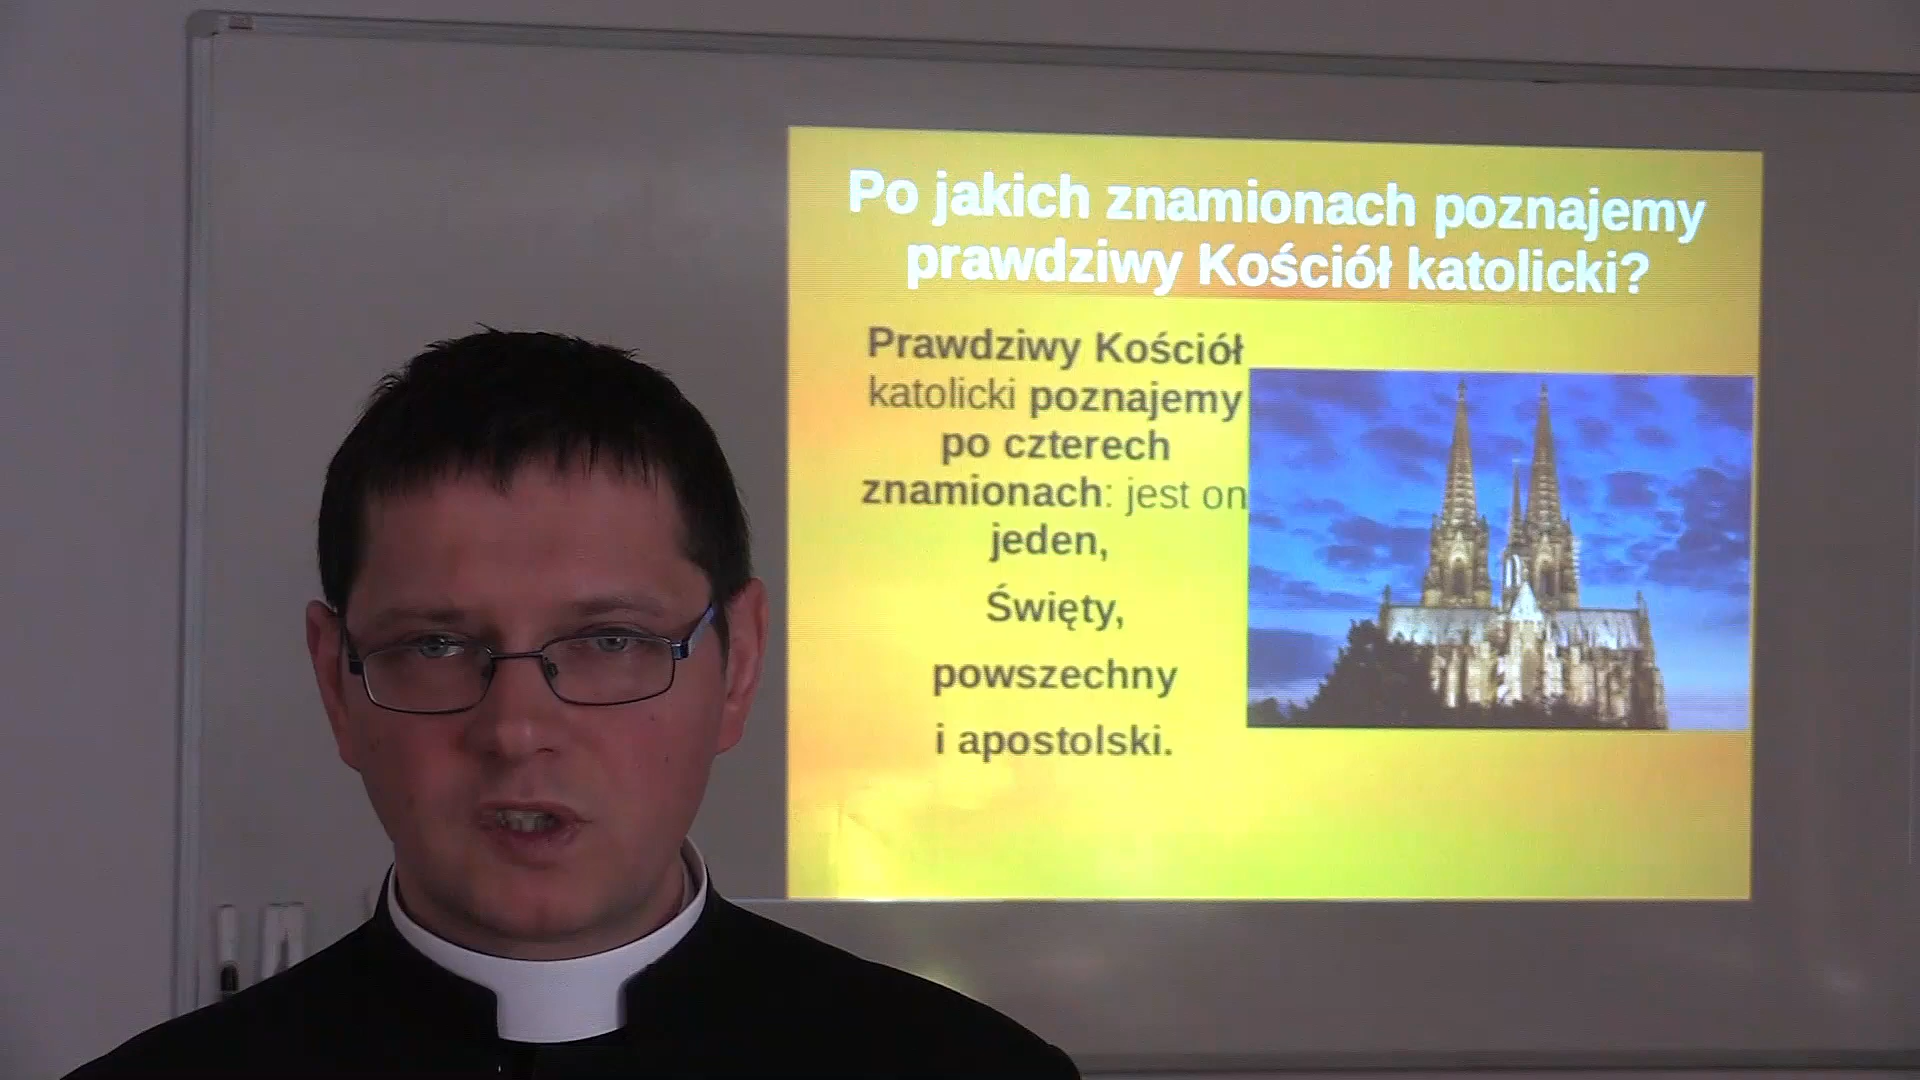 Po jakich znamionach poznajemy
prawdziwy Kościół katolicki?
Prawdziwy Kościół
katolicki poznajemy
po czterech
znamionach: jest on
jeden,
Święty,
powszechny
i apostolski.